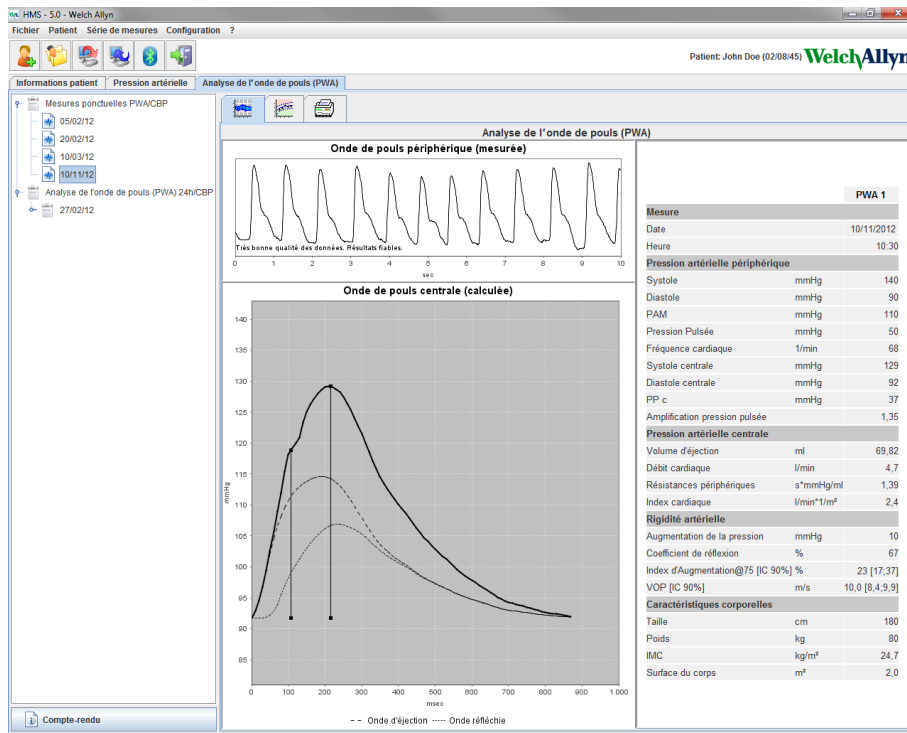 HMS - 5.0 - Welch Allyn
Fichier Patient Série de mesures Configuration ?
Patient: John Doe (02/08/45) WelchAllyn
Informations patient Pression artérielle Analyse de l'onde de pouls (PWA)
Mesures ponctuelles PWA/CBP
05/02/12
20/02/12
10/03/12
10/11/12
Analyse de l'onde de pouls (PWA) 24h/CBP
27/02/12
Compte-rendu
Analyse de l'onde de pouls (PWA)
Onde de pouls périphérique (mesurée)
Très bonne qualité des données. Résultats fiables.
0 1 2 3 4 5 6 7 8 9 10
sec
Onde de pouls centrale (calculée)
140
135
130
125
120
115
110
100
95
90
85
mmHg
0 100 200 300 400 500 600 700 800 900 1 000
msec
Onde d'éjection Onde réfléchie
PWA 1
Mesure
Date 10/11/2012
Heure 10:30
Pression artérielle périphérique
Systole mmHg 140
Diastole mmHg 90
PAM mmHg 110
Pression Pulsée mmHg 50
Fréquence cardiaque 1/min 68
Systole centrale mmHg 129
Diastole centrale mmHg 92
PP c mmHg 37
Amplification pression pulsée 1,35
Pression artérielle centrale
Volume d'éjection ml 69,82
Débit cardiaque l/min 4,7
Résistances périphériques s*mmHg/ml 1,39
Index cardiaque l/min*1/m² 2,4
Rigidité artérielle
Augmentation de la pression mmHg 10
Coefficient de réflexion % 67
Index d'Augmentation@75 [IC 90%] % 23 [17;37]
VOP [IC 90%] m/s 10,0 [8,4;9,9]
Caractéristiques corporelles
Taille cm 180
Poids kg 80
IMC kg/m² 24,7
Surface du corps m² 2,0